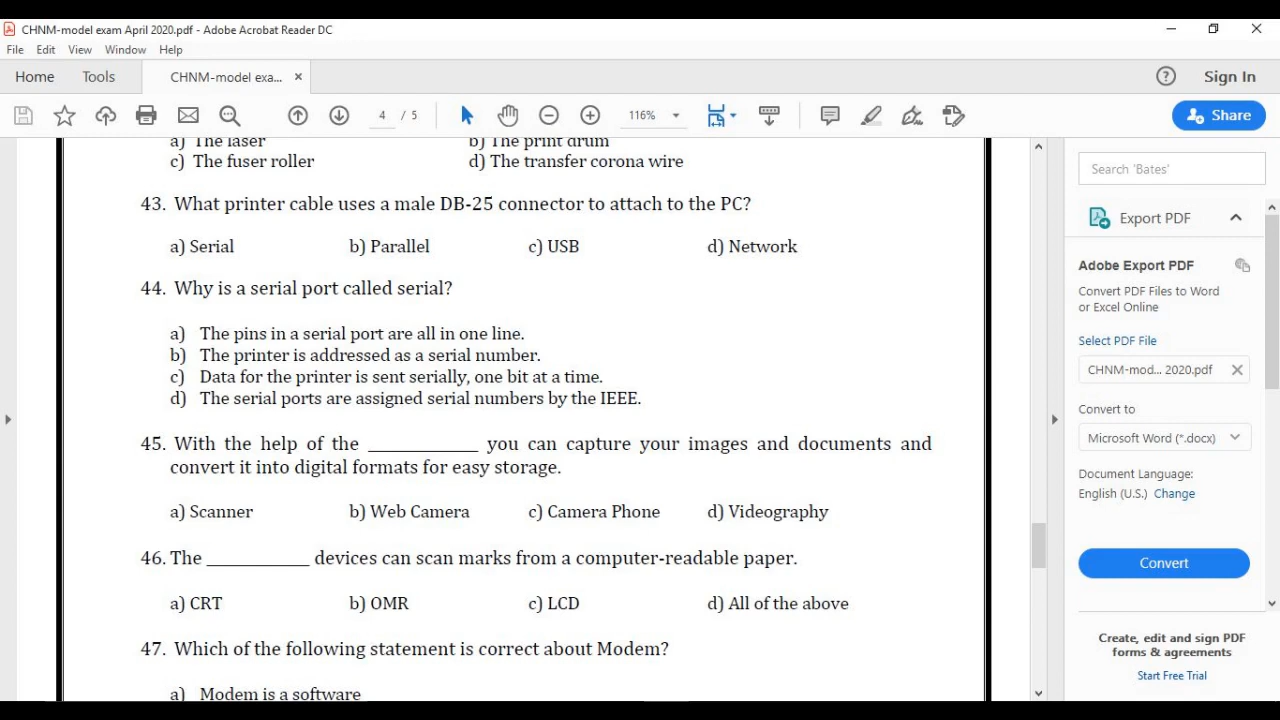 CHNM-model exam April 2020.pdf - Adobe Acrobat Reader DC
File Edit View Window Help
Home Tools CHNM-model exa... × ? Sign In
4 / 5 116% Share
a) The laser b) The print drum
c) The fuser roller d) The transfer corona wire
43. What printer cable uses a male DB-25 connector to attach to the PC?
a) Serial b) Parallel c) USB d) Network
44. Why is a serial port called serial?
a) The pins in a serial port are all in one line.
b) The printer is addressed as a serial number.
c) Data for the printer is sent serially, one bit at a time.
d) The serial ports are assigned serial numbers by the IEEE.
45. With the help of the ___________ you can capture your images and documents and
convert it into digital formats for easy storage.
a) Scanner b) Web Camera c) Camera Phone d) Videography
46. The __________ devices can scan marks from a computer-readable paper.
a) CRT b) OMR c) LCD d) All of the above
47. Which of the following statement is correct about Modem?
a) Modem is a software
Search 'Bates'
Export PDF
Adobe Export PDF
Convert PDF Files to Word
or Excel Online
Select PDF File
CHNM-mod... 2020.pdf
Convert to
Microsoft Word (*.docx)
Document Language:
English (U.S.) Change
Convert
Create, edit and sign PDF
forms & agreements
Start Free Trial